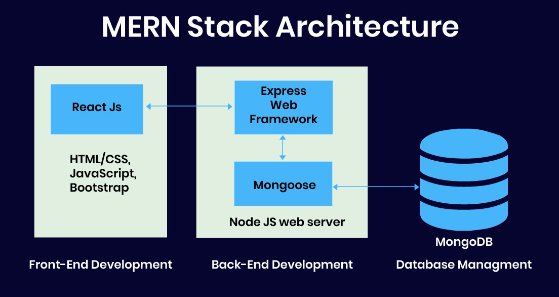 MERN Stack Architecture
React Js
HTML/CSS,
JavaScript,
Bootstrap
Express
Web
Framework
Mongoose
Node JS web server
MongoDB
Front-End Development
Back-End Development
Database Managment